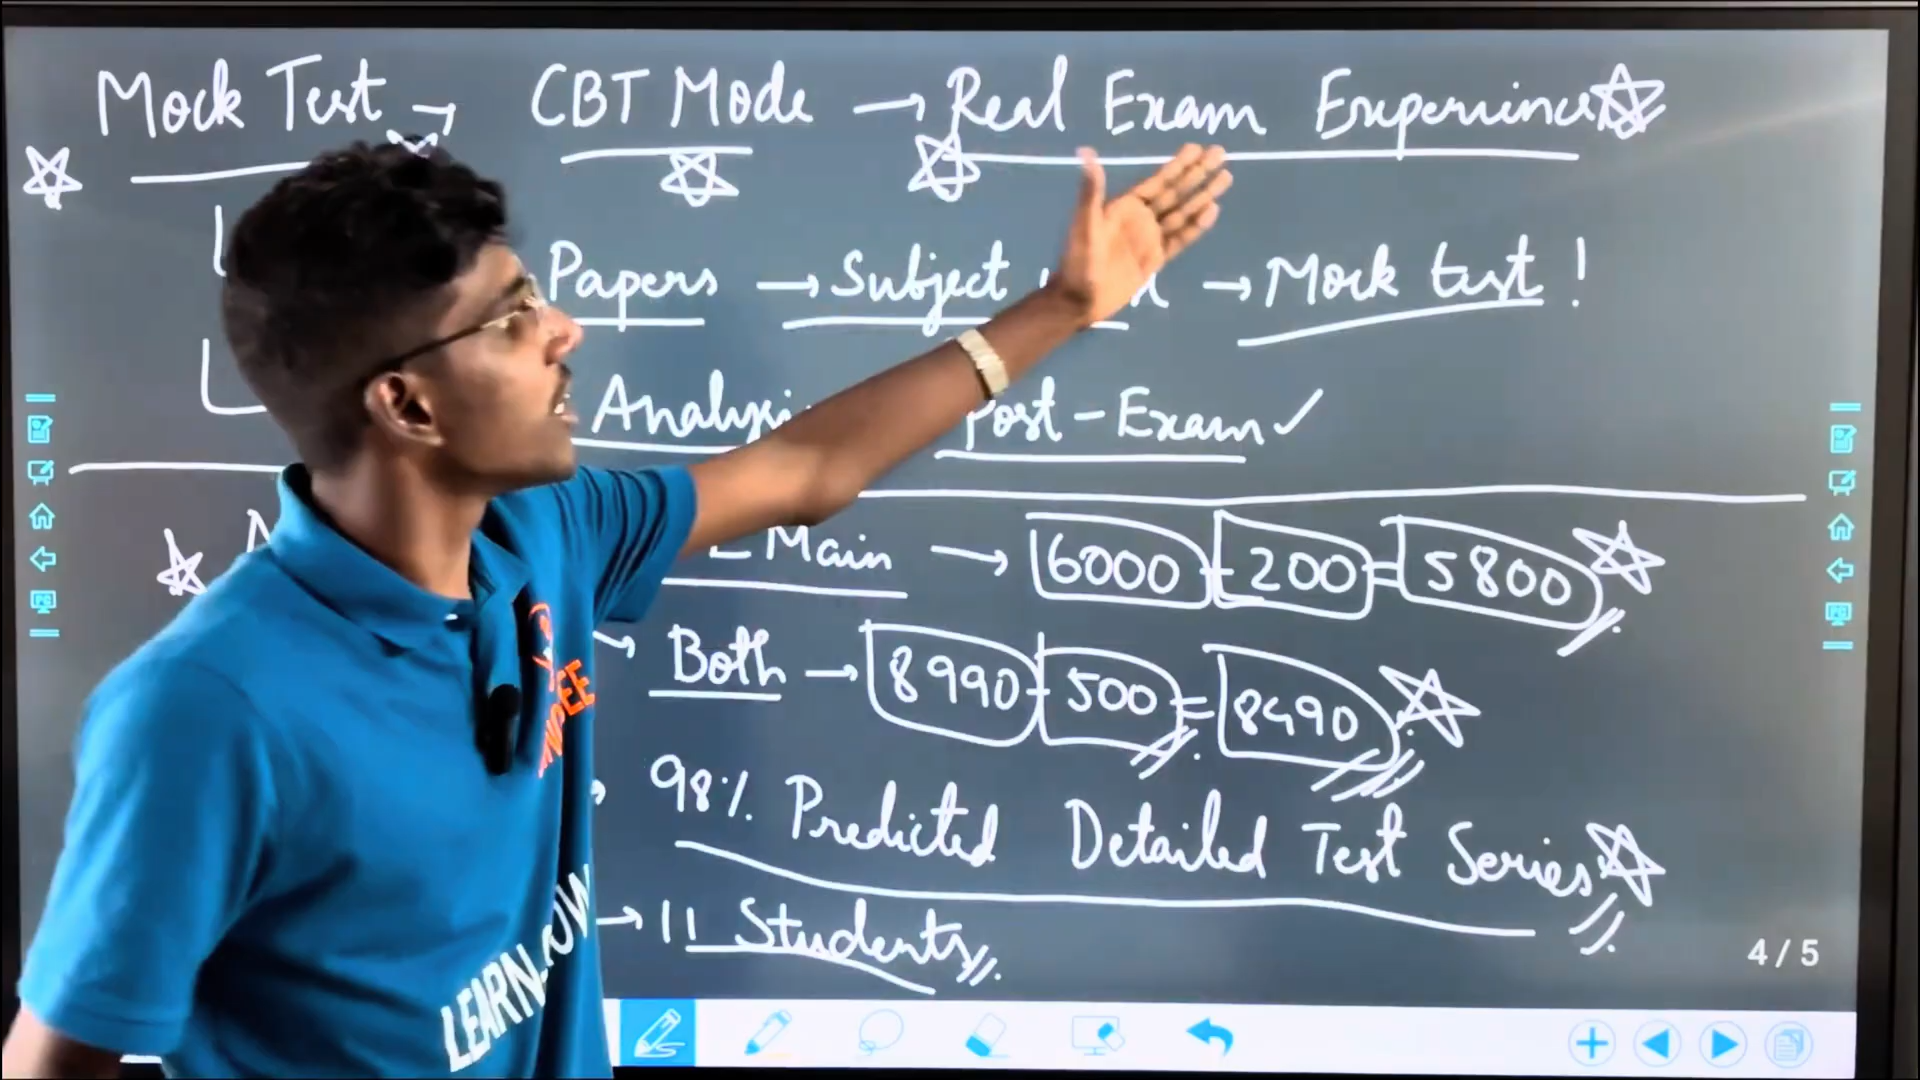 Mock Test → CBT Mode → Real Exam Experience
Papers → Subject → Mock test !
Post-Exam ✓
Main → 6000 - 200 = 5800
Both → 8990 - 500 = 8490
98% Predicted Detailed Test Series
→ 11 Students
LEARN
4 / 5